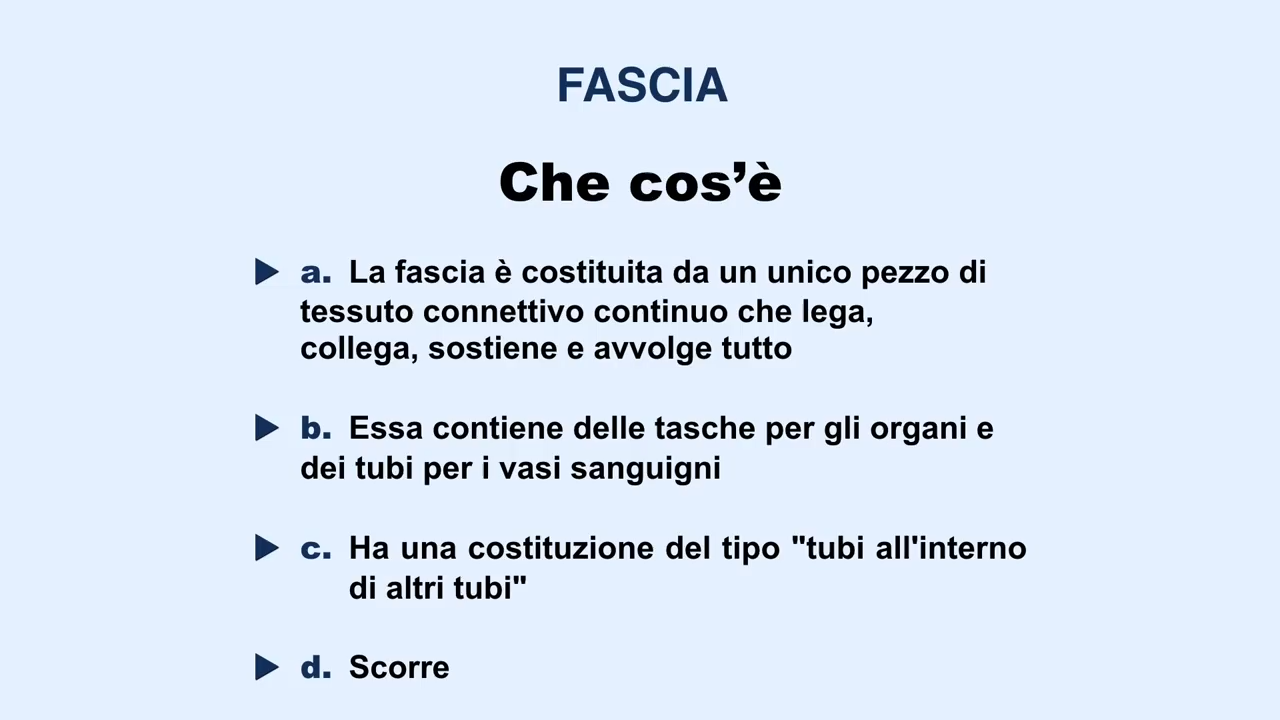 FASCIA
Che cos’è
a. La fascia è costituita da un unico pezzo di
tessuto connettivo continuo che lega,
collega, sostiene e avvolge tutto
b. Essa contiene delle tasche per gli organi e
dei tubi per i vasi sanguigni
c. Ha una costituzione del tipo "tubi all'interno
di altri tubi"
d. Scorre